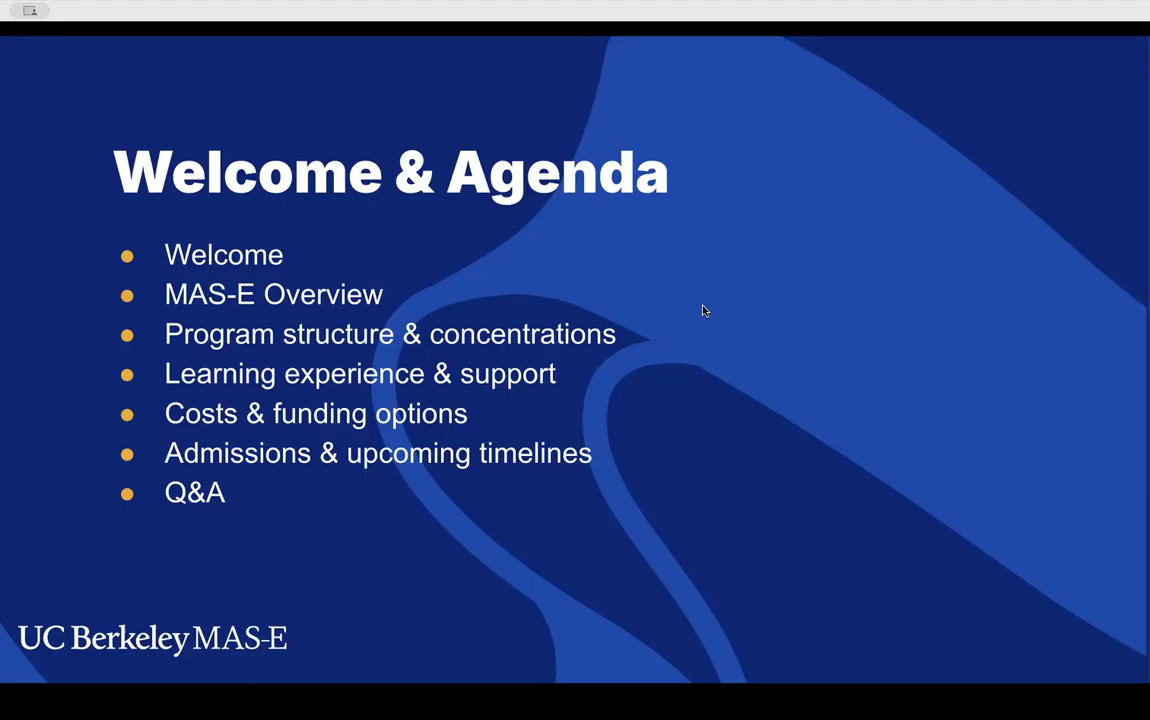 Welcome & Agenda
Welcome
MAS-E Overview
Program structure & concentrations
Learning experience & support
Costs & funding options
Admissions & upcoming timelines
Q&A
UC Berkeley MAS-E